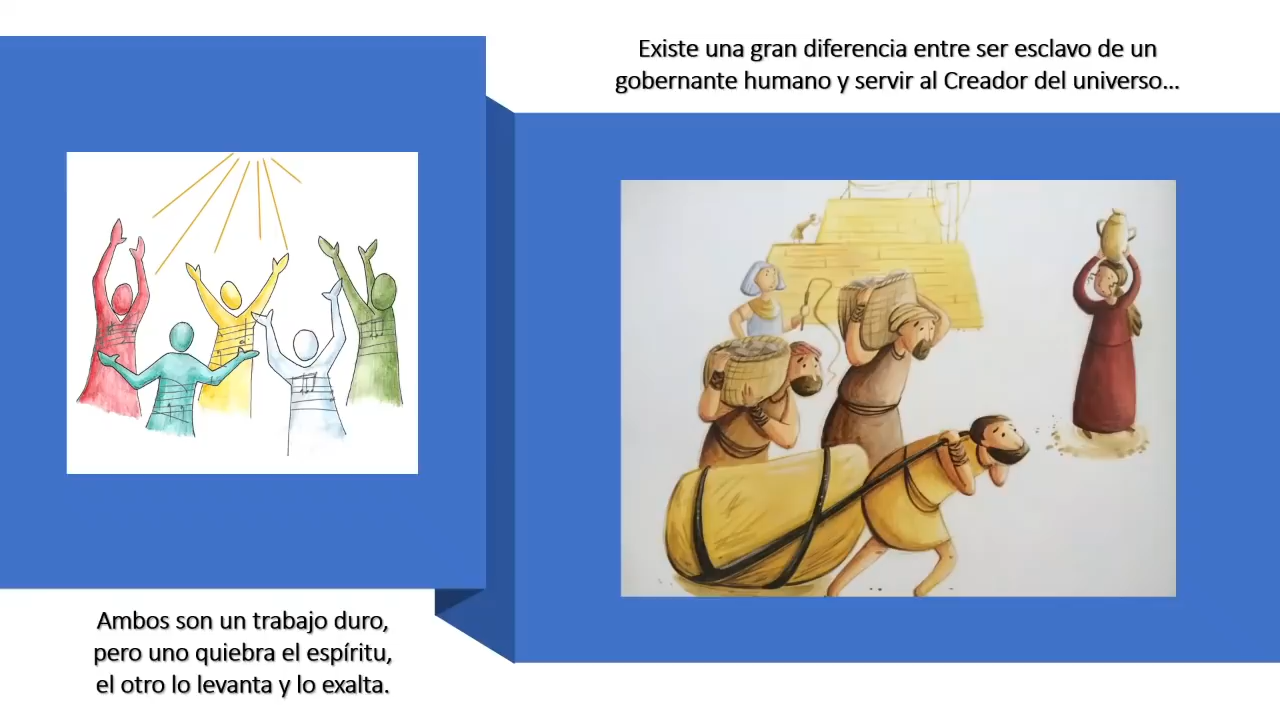 Existe una gran diferencia entre ser esclavo de un
gobernante humano y servir al Creador del universo...
Ambos son un trabajo duro,
pero uno quiebra el espíritu,
el otro lo levanta y lo exalta.